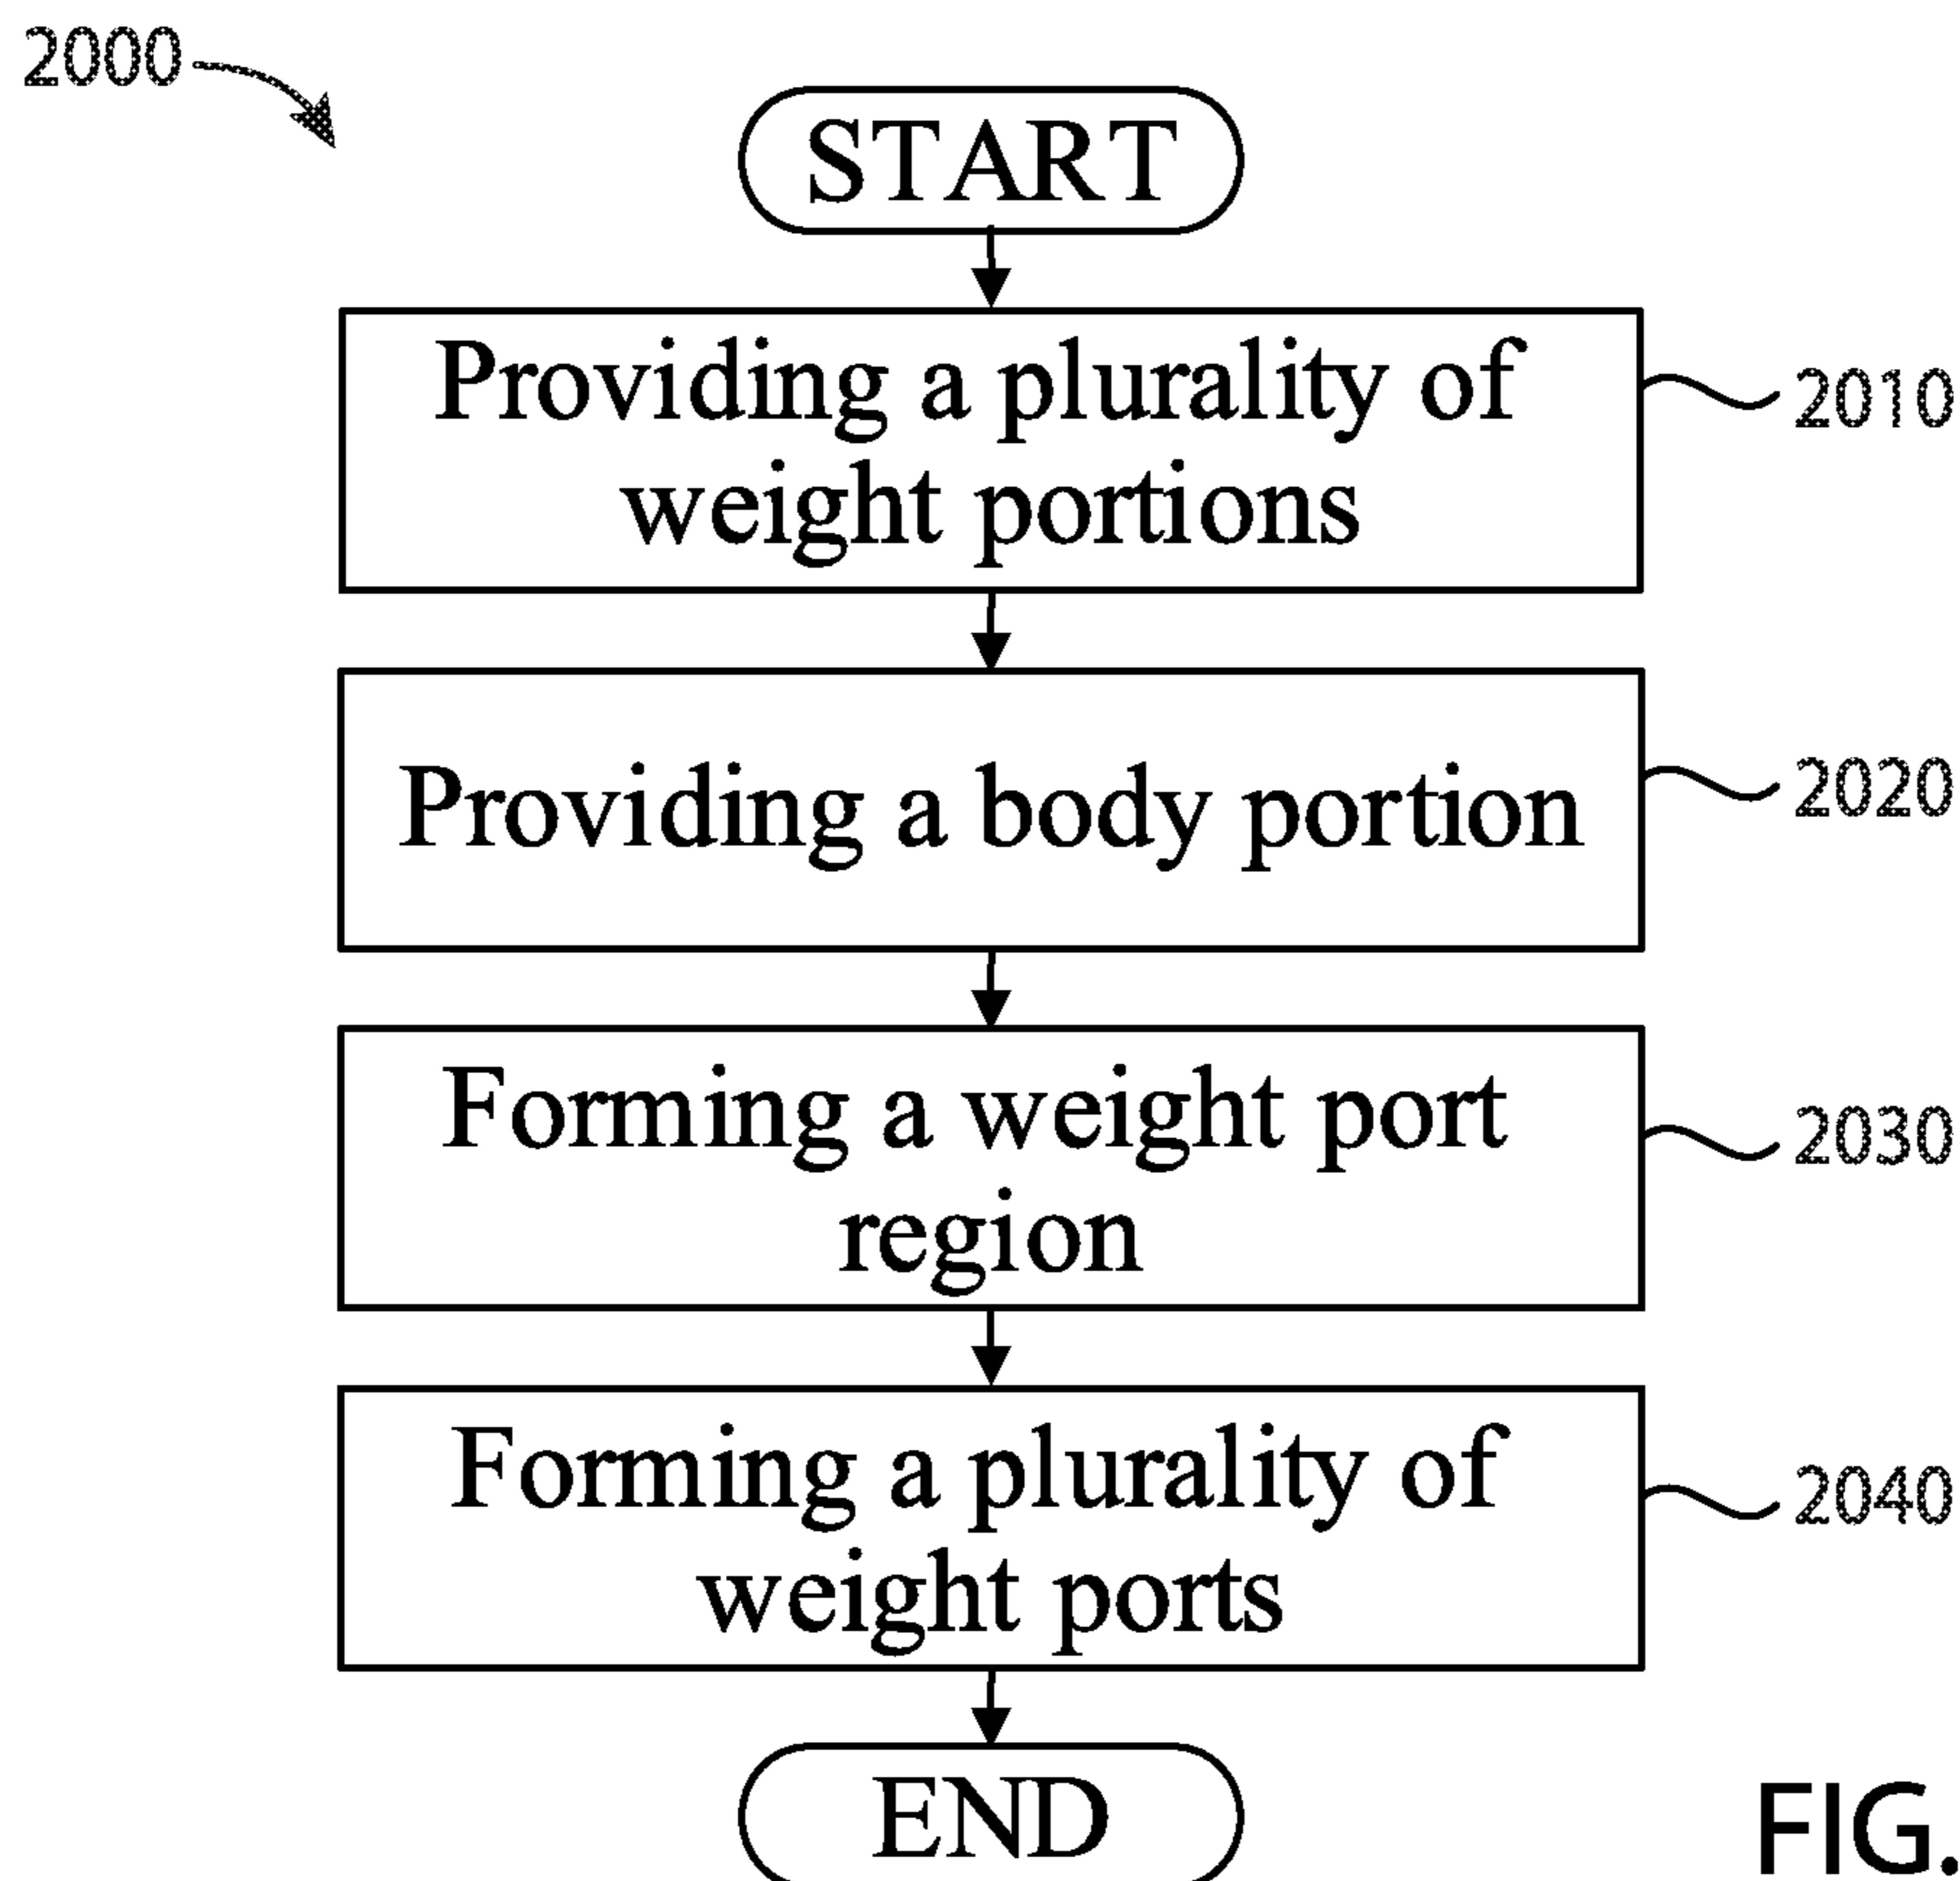 2000
START
Providing a plurality of
weight portions
2010
Providing a body portion
2020
Forming a weight port
region
2030
Forming a plurality of
weight ports
2040
END
FIG.